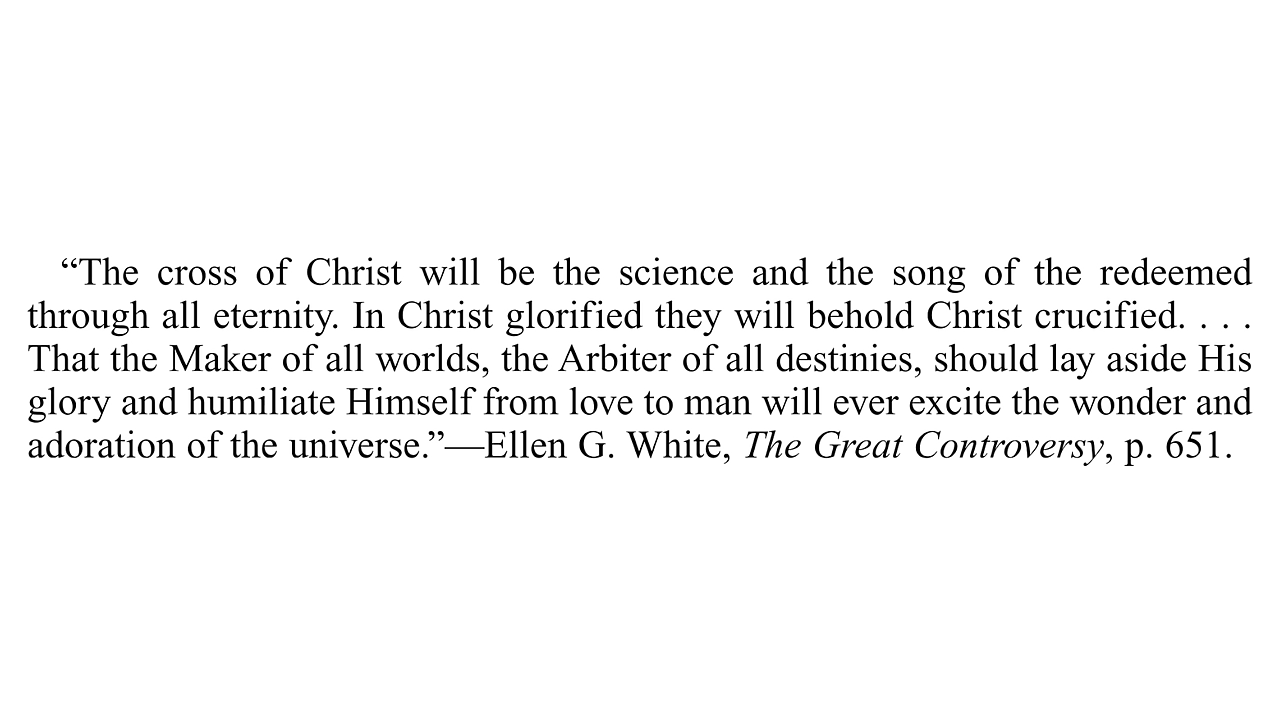 “The cross of Christ will be the science and the song of the redeemed
through all eternity. In Christ glorified they will behold Christ crucified. . . .
That the Maker of all worlds, the Arbiter of all destinies, should lay aside His
glory and humiliate Himself from love to man will ever excite the wonder and
adoration of the universe.”—Ellen G. White, The Great Controversy, p. 651.